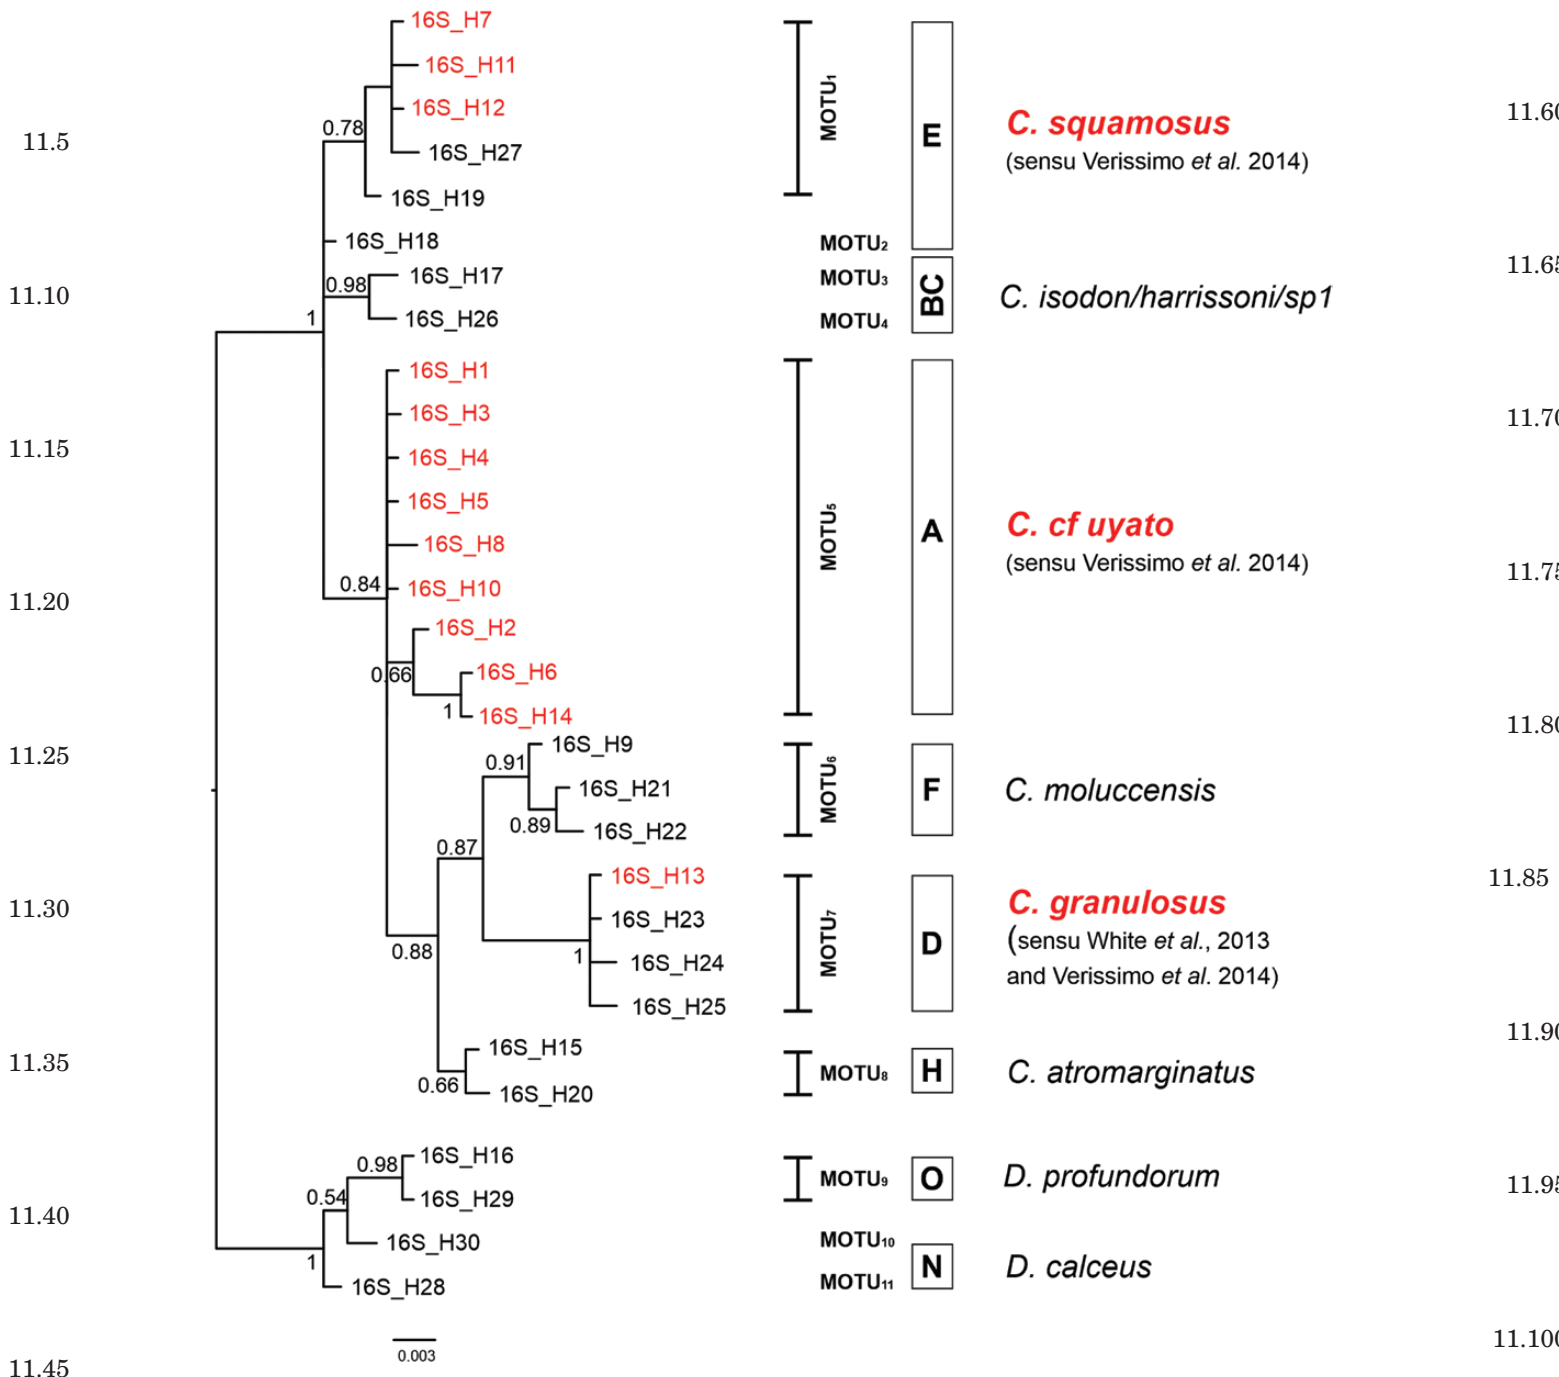 16S_H7
16S_H11
16S_H12
16S_H27
16S_H19
16S_H18
16S_H17
16S_H26
16S_H1
16S_H3
16S_H4
16S_H5
16S_H8
16S_H10
16S_H2
16S_H6
16S_H14
16S_H9
16S_H21
16S_H22
16S_H13
16S_H23
16S_H24
16S_H25
16S_H15
16S_H20
16S_H16
16S_H29
16S_H30
16S_H28
0.78
0.98
1
0.84
0.66
1
0.91
0.89
0.87
1
0.88
0.66
0.98
0.54
1
0.003
MOTU1
MOTU2
MOTU3
MOTU4
MOTU5
MOTU6
MOTU7
MOTU8
MOTU9
MOTU10
MOTU11
E
BC
A
F
D
H
O
N
C. squamosus
(sensu Verissimo et al. 2014)
C. isodon/harrissoni/sp1
C. cf uyato
(sensu Verissimo et al. 2014)
C. moluccensis
C. granulosus
(sensu White et al., 2013
and Verissimo et al. 2014)
C. atromarginatus
D. profundorum
D. calceus
11.5
11.10
11.15
11.20
11.25
11.30
11.35
11.40
11.45
11.85